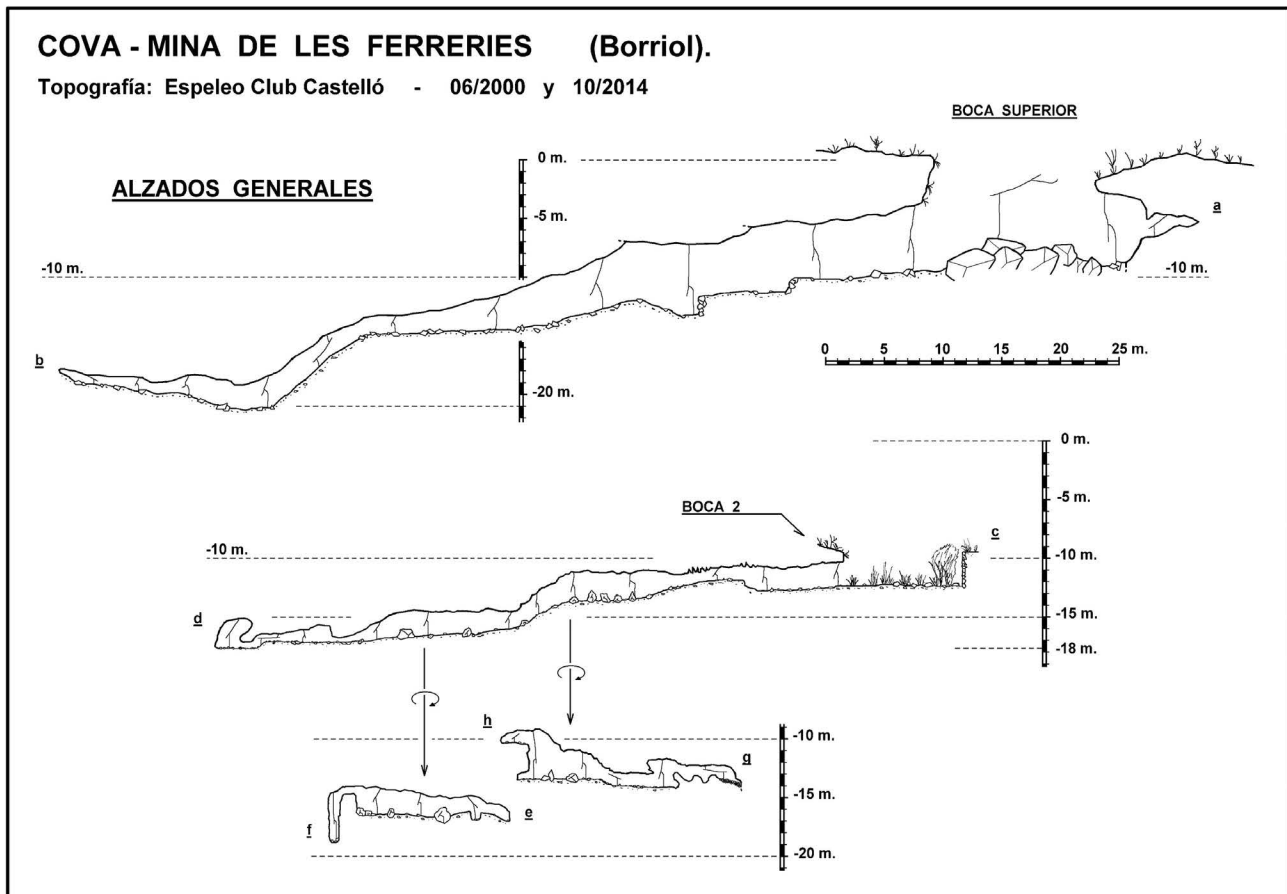 COVA - MINA DE LES FERRERIES (Borriol).
Topografía: Espeleo Club Castelló - 06/2000 y 10/2014
BOCA SUPERIOR
ALZADOS GENERALES
0 m.
-5 m.
a
-10 m.
-10 m.
b
0 5 10 15 20 25 m.
-20 m.
0 m.
-5 m.
BOCA 2
c
-10 m.
-10 m.
d
-15 m.
-18 m.
h
-10 m.
g
-15 m.
e
f
-20 m.